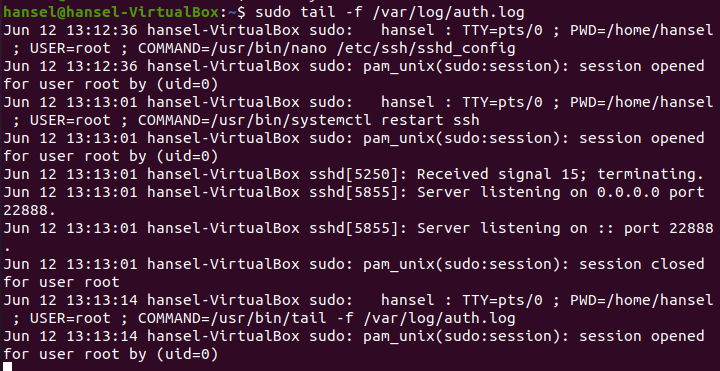 hansel@hansel-VirtualBox:~$ sudo tail -f /var/log/auth.log
Jun 12 13:12:36 hansel-VirtualBox sudo:   hansel : TTY=pts/0 ; PWD=/home/hansel
 ; USER=root ; COMMAND=/usr/bin/nano /etc/ssh/sshd_config
Jun 12 13:12:36 hansel-VirtualBox sudo: pam_unix(sudo:session): session opened
for user root by (uid=0)
Jun 12 13:13:01 hansel-VirtualBox sudo:   hansel : TTY=pts/0 ; PWD=/home/hansel
 ; USER=root ; COMMAND=/usr/bin/systemctl restart ssh
Jun 12 13:13:01 hansel-VirtualBox sudo: pam_unix(sudo:session): session opened
for user root by (uid=0)
Jun 12 13:13:01 hansel-VirtualBox sshd[5250]: Received signal 15; terminating.
Jun 12 13:13:01 hansel-VirtualBox sshd[5855]: Server listening on 0.0.0.0 port
22888.
Jun 12 13:13:01 hansel-VirtualBox sshd[5855]: Server listening on :: port 22888
.
Jun 12 13:13:01 hansel-VirtualBox sudo: pam_unix(sudo:session): session closed
for user root
Jun 12 13:13:14 hansel-VirtualBox sudo:   hansel : TTY=pts/0 ; PWD=/home/hansel
 ; USER=root ; COMMAND=/usr/bin/tail -f /var/log/auth.log
Jun 12 13:13:14 hansel-VirtualBox sudo: pam_unix(sudo:session): session opened
for user root by (uid=0)